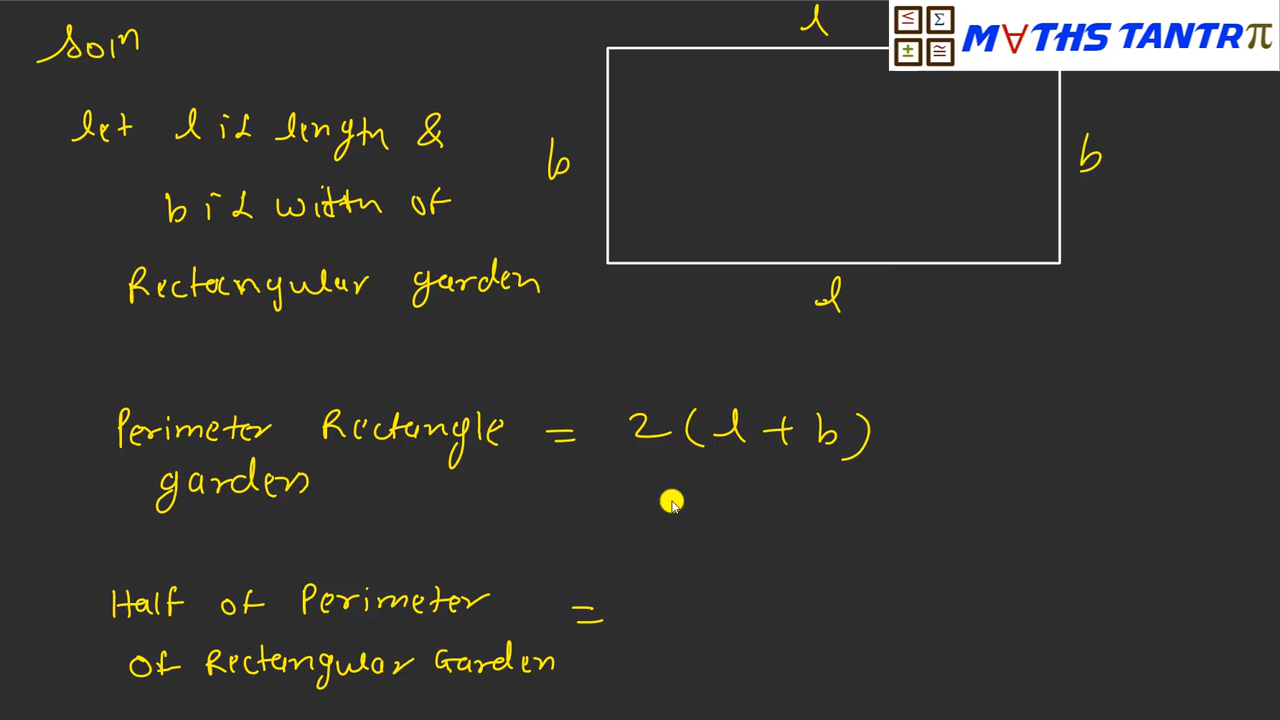 Soln
l
≤ Σ ± ≅ M∀THS TANTRπ
let l is length &
b is width of
Rectangular garden
b
b
l
Perimeter Rectangle = 2(l + b)
garden
Half of Perimeter =
of Rectangular Garden